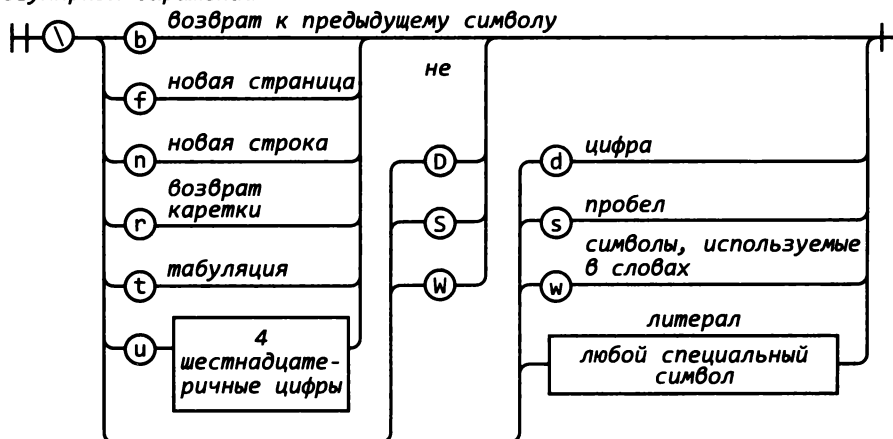 \
b возврат к предыдущему символу
не
f новая страница
n новая строка
D
d цифра
r возврат
каретки
S
s пробел
t табуляция
W
w символы, используемые
в словах
u 4
шестнадцате-
ричные цифры
литерал
любой специальный
символ